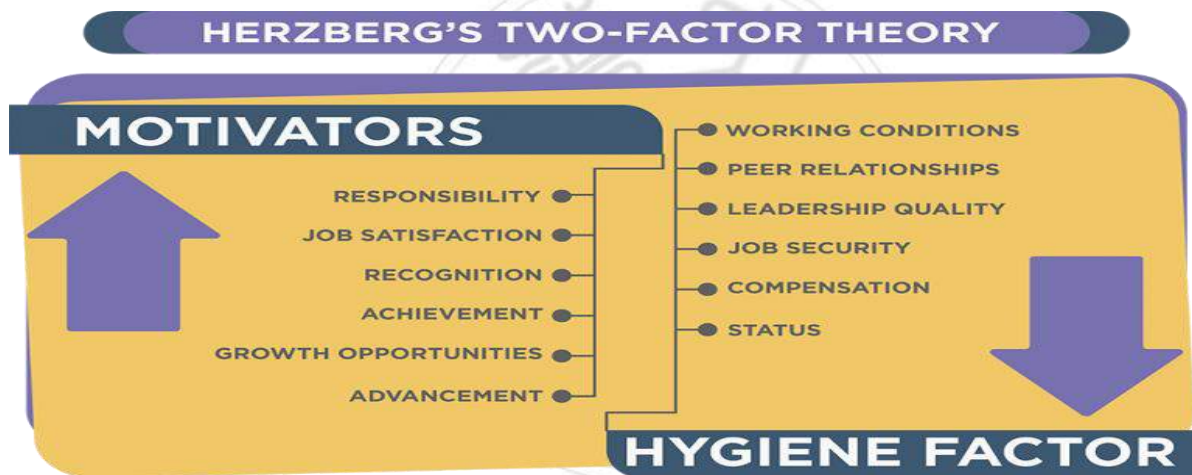 HERZBERG'S TWO-FACTOR THEORY
MOTIVATORS
RESPONSIBILITY
JOB SATISFACTION
RECOGNITION
ACHIEVEMENT
GROWTH OPPORTUNITIES
ADVANCEMENT
WORKING CONDITIONS
PEER RELATIONSHIPS
LEADERSHIP QUALITY
JOB SECURITY
COMPENSATION
STATUS
HYGIENE FACTOR